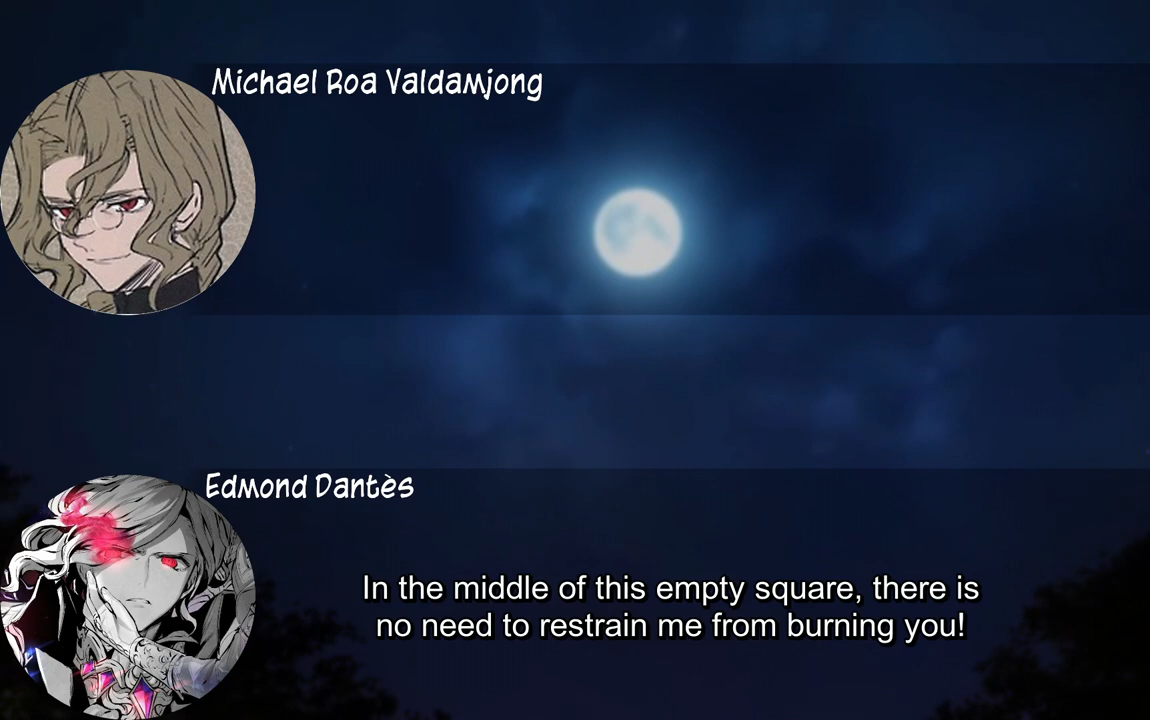 Michael Roa Valdamjong
Edmond Dantès
In the middle of this empty square, there is
no need to restrain me from burning you!